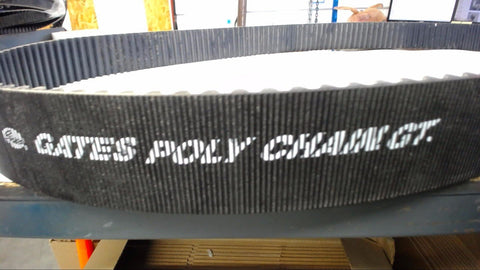 GATES POLY CHAIN GT.